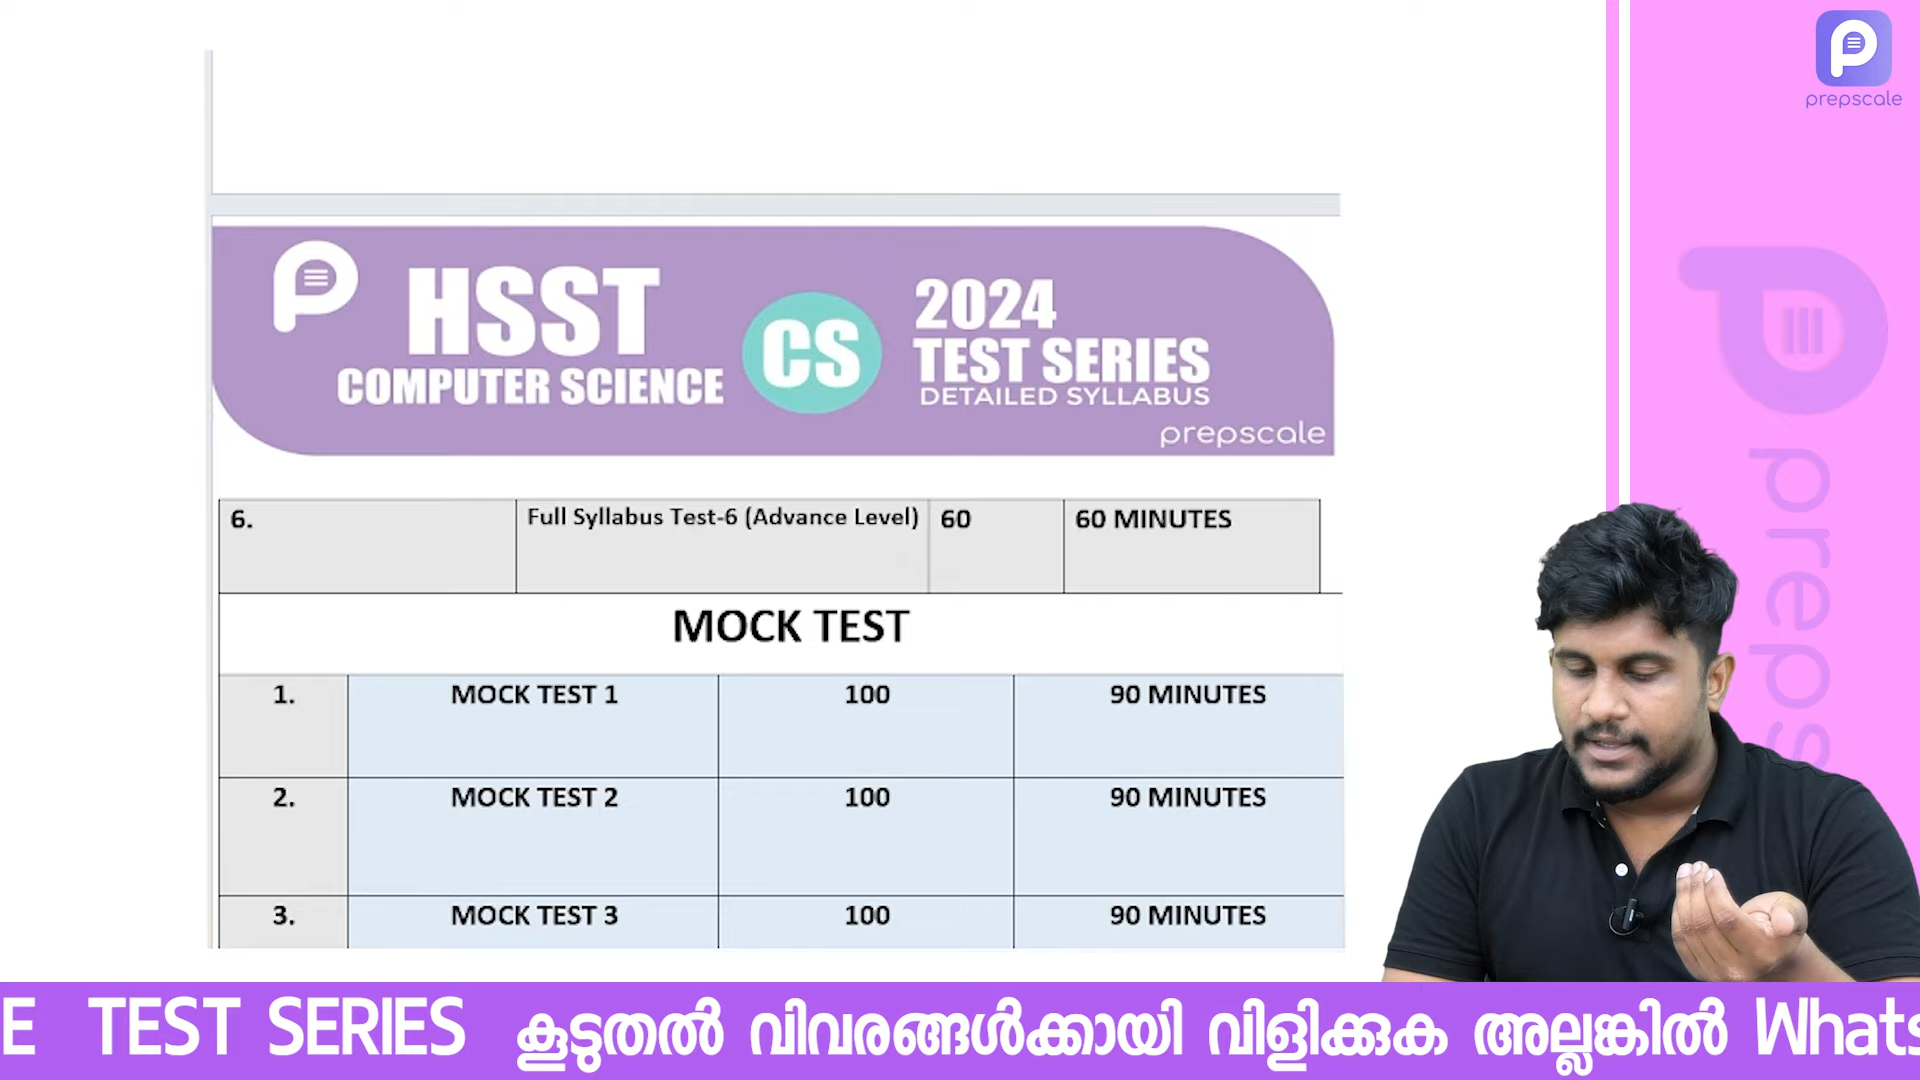 prepscale
HSST
COMPUTER SCIENCE
CS
2024
TEST SERIES
DETAILED SYLLABUS
prepscale
6. Full Syllabus Test-6 (Advance Level) 60 60 MINUTES
MOCK TEST
1. MOCK TEST 1 100 90 MINUTES
2. MOCK TEST 2 100 90 MINUTES
3. MOCK TEST 3 100 90 MINUTES
preps
E TEST SERIES കൂടുതൽ വിവരങ്ങൾക്കായി വിളിക്കുക അല്ലങ്കിൽ Whats